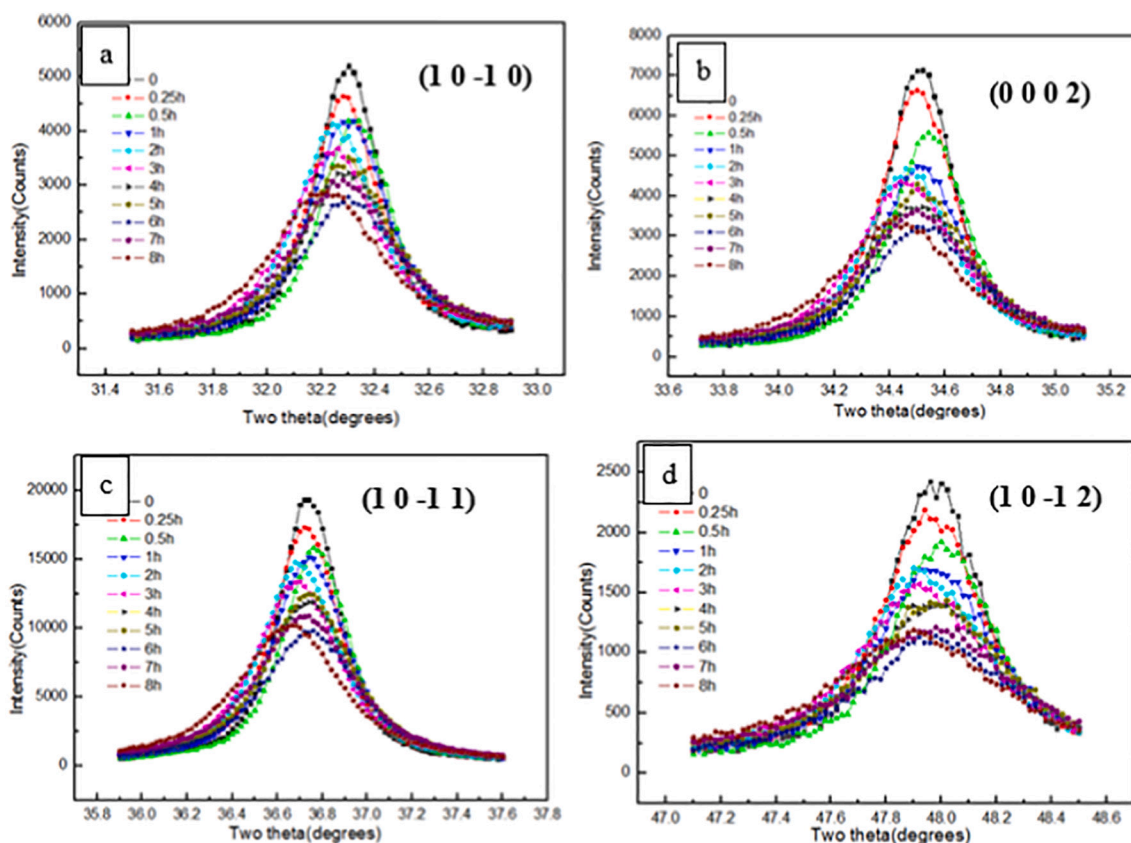 a
(1 0 -1 0)
0
0.25h
0.5h
1h
2h
3h
4h
5h
6h
7h
8h
Intensity(Counts)
6000
5000
4000
3000
2000
1000
0
31.4 31.6 31.8 32.0 32.2 32.4 32.6 32.8 33.0
Two theta(degrees)
b
(0 0 0 2)
0
0.25h
0.5h
1h
2h
3h
4h
5h
6h
7h
8h
Intensity(Counts)
8000
7000
6000
5000
4000
3000
2000
1000
0
33.6 33.8 34.0 34.2 34.4 34.6 34.8 35.0 35.2
Two theta(degrees)
c
(1 0 -1 1)
0
0.25h
0.5h
1h
2h
3h
4h
5h
6h
7h
8h
Intensity(Counts)
20000
15000
10000
5000
0
35.8 36.0 36.2 36.4 36.6 36.8 37.0 37.2 37.4 37.6 37.8
Two theta(degrees)
d
(1 0 -1 2)
0
0.25h
0.5h
1h
2h
3h
4h
5h
6h
7h
8h
Intensity(Counts)
2500
2000
1500
1000
500
0
47.0 47.2 47.4 47.6 47.8 48.0 48.2 48.4 48.6
Two theta(degrees)